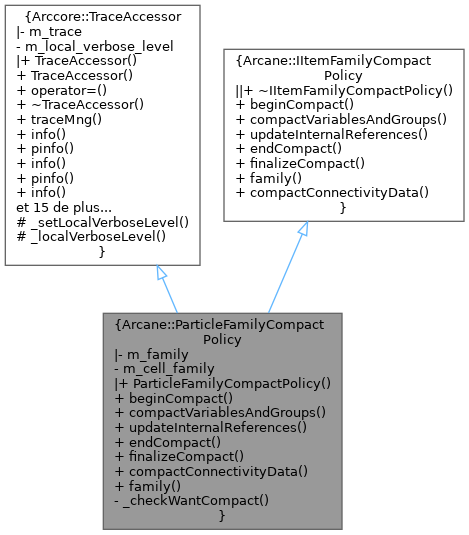 {Arccore::TraceAccessor
|- m_trace
- m_local_verbose_level
|+ TraceAccessor()
+ TraceAccessor()
+ operator=()
+ ~TraceAccessor()
+ traceMng()
+ info()
+ pinfo()
+ info()
+ pinfo()
+ info()
et 15 de plus...
# _setLocalVerboseLevel()
# _localVerboseLevel()
}
{Arcane::IItemFamilyCompact
Policy
||+ ~IItemFamilyCompactPolicy()
+ beginCompact()
+ compactVariablesAndGroups()
+ updateInternalReferences()
+ endCompact()
+ finalizeCompact()
+ family()
+ compactConnectivityData()
}
{Arcane::ParticleFamilyCompact
Policy
|- m_family
- m_cell_family
|+ ParticleFamilyCompactPolicy()
+ beginCompact()
+ compactVariablesAndGroups()
+ updateInternalReferences()
+ endCompact()
+ finalizeCompact()
+ compactConnectivityData()
+ family()
- _checkWantCompact()
}